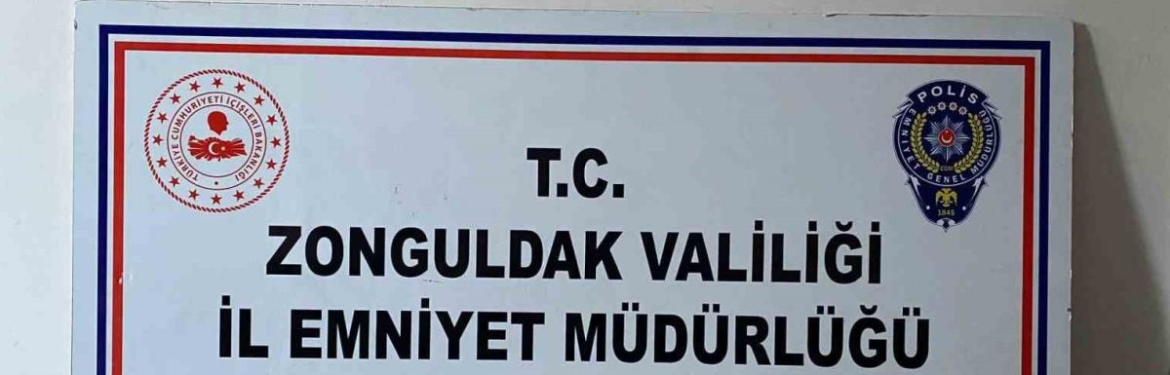 TÜRKİYE CUMHURİYETİ İÇİŞLERİ BAKANLIĞI
POLİS
EMNİYET GENEL MÜDÜRLÜĞÜ
EGM
1845
T.C.
ZONGULDAK VALİLİĞİ
İL EMNİYET MÜDÜRLÜĞÜ